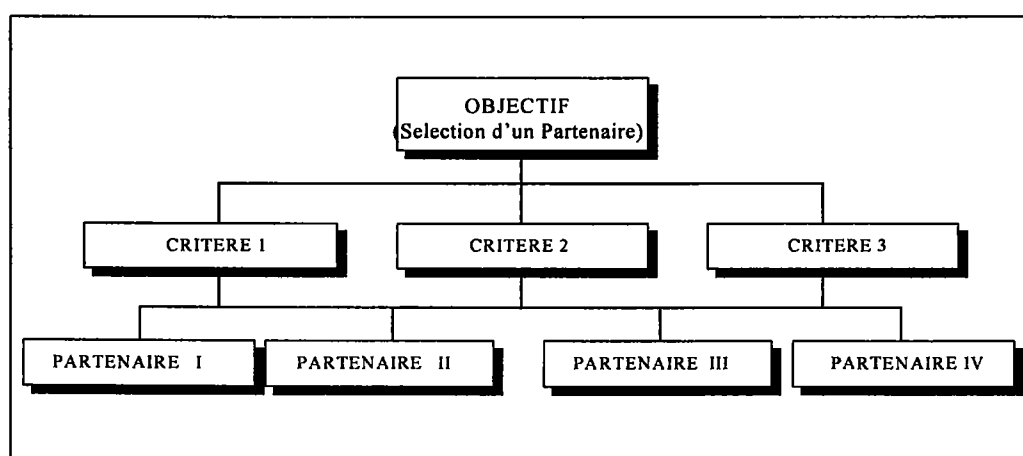 OBJECTIF
(Selection d'un Partenaire)
CRITERE 1
CRITERE 2
CRITERE 3
PARTENAIRE I
PARTENAIRE II
PARTENAIRE III
PARTENAIRE IV